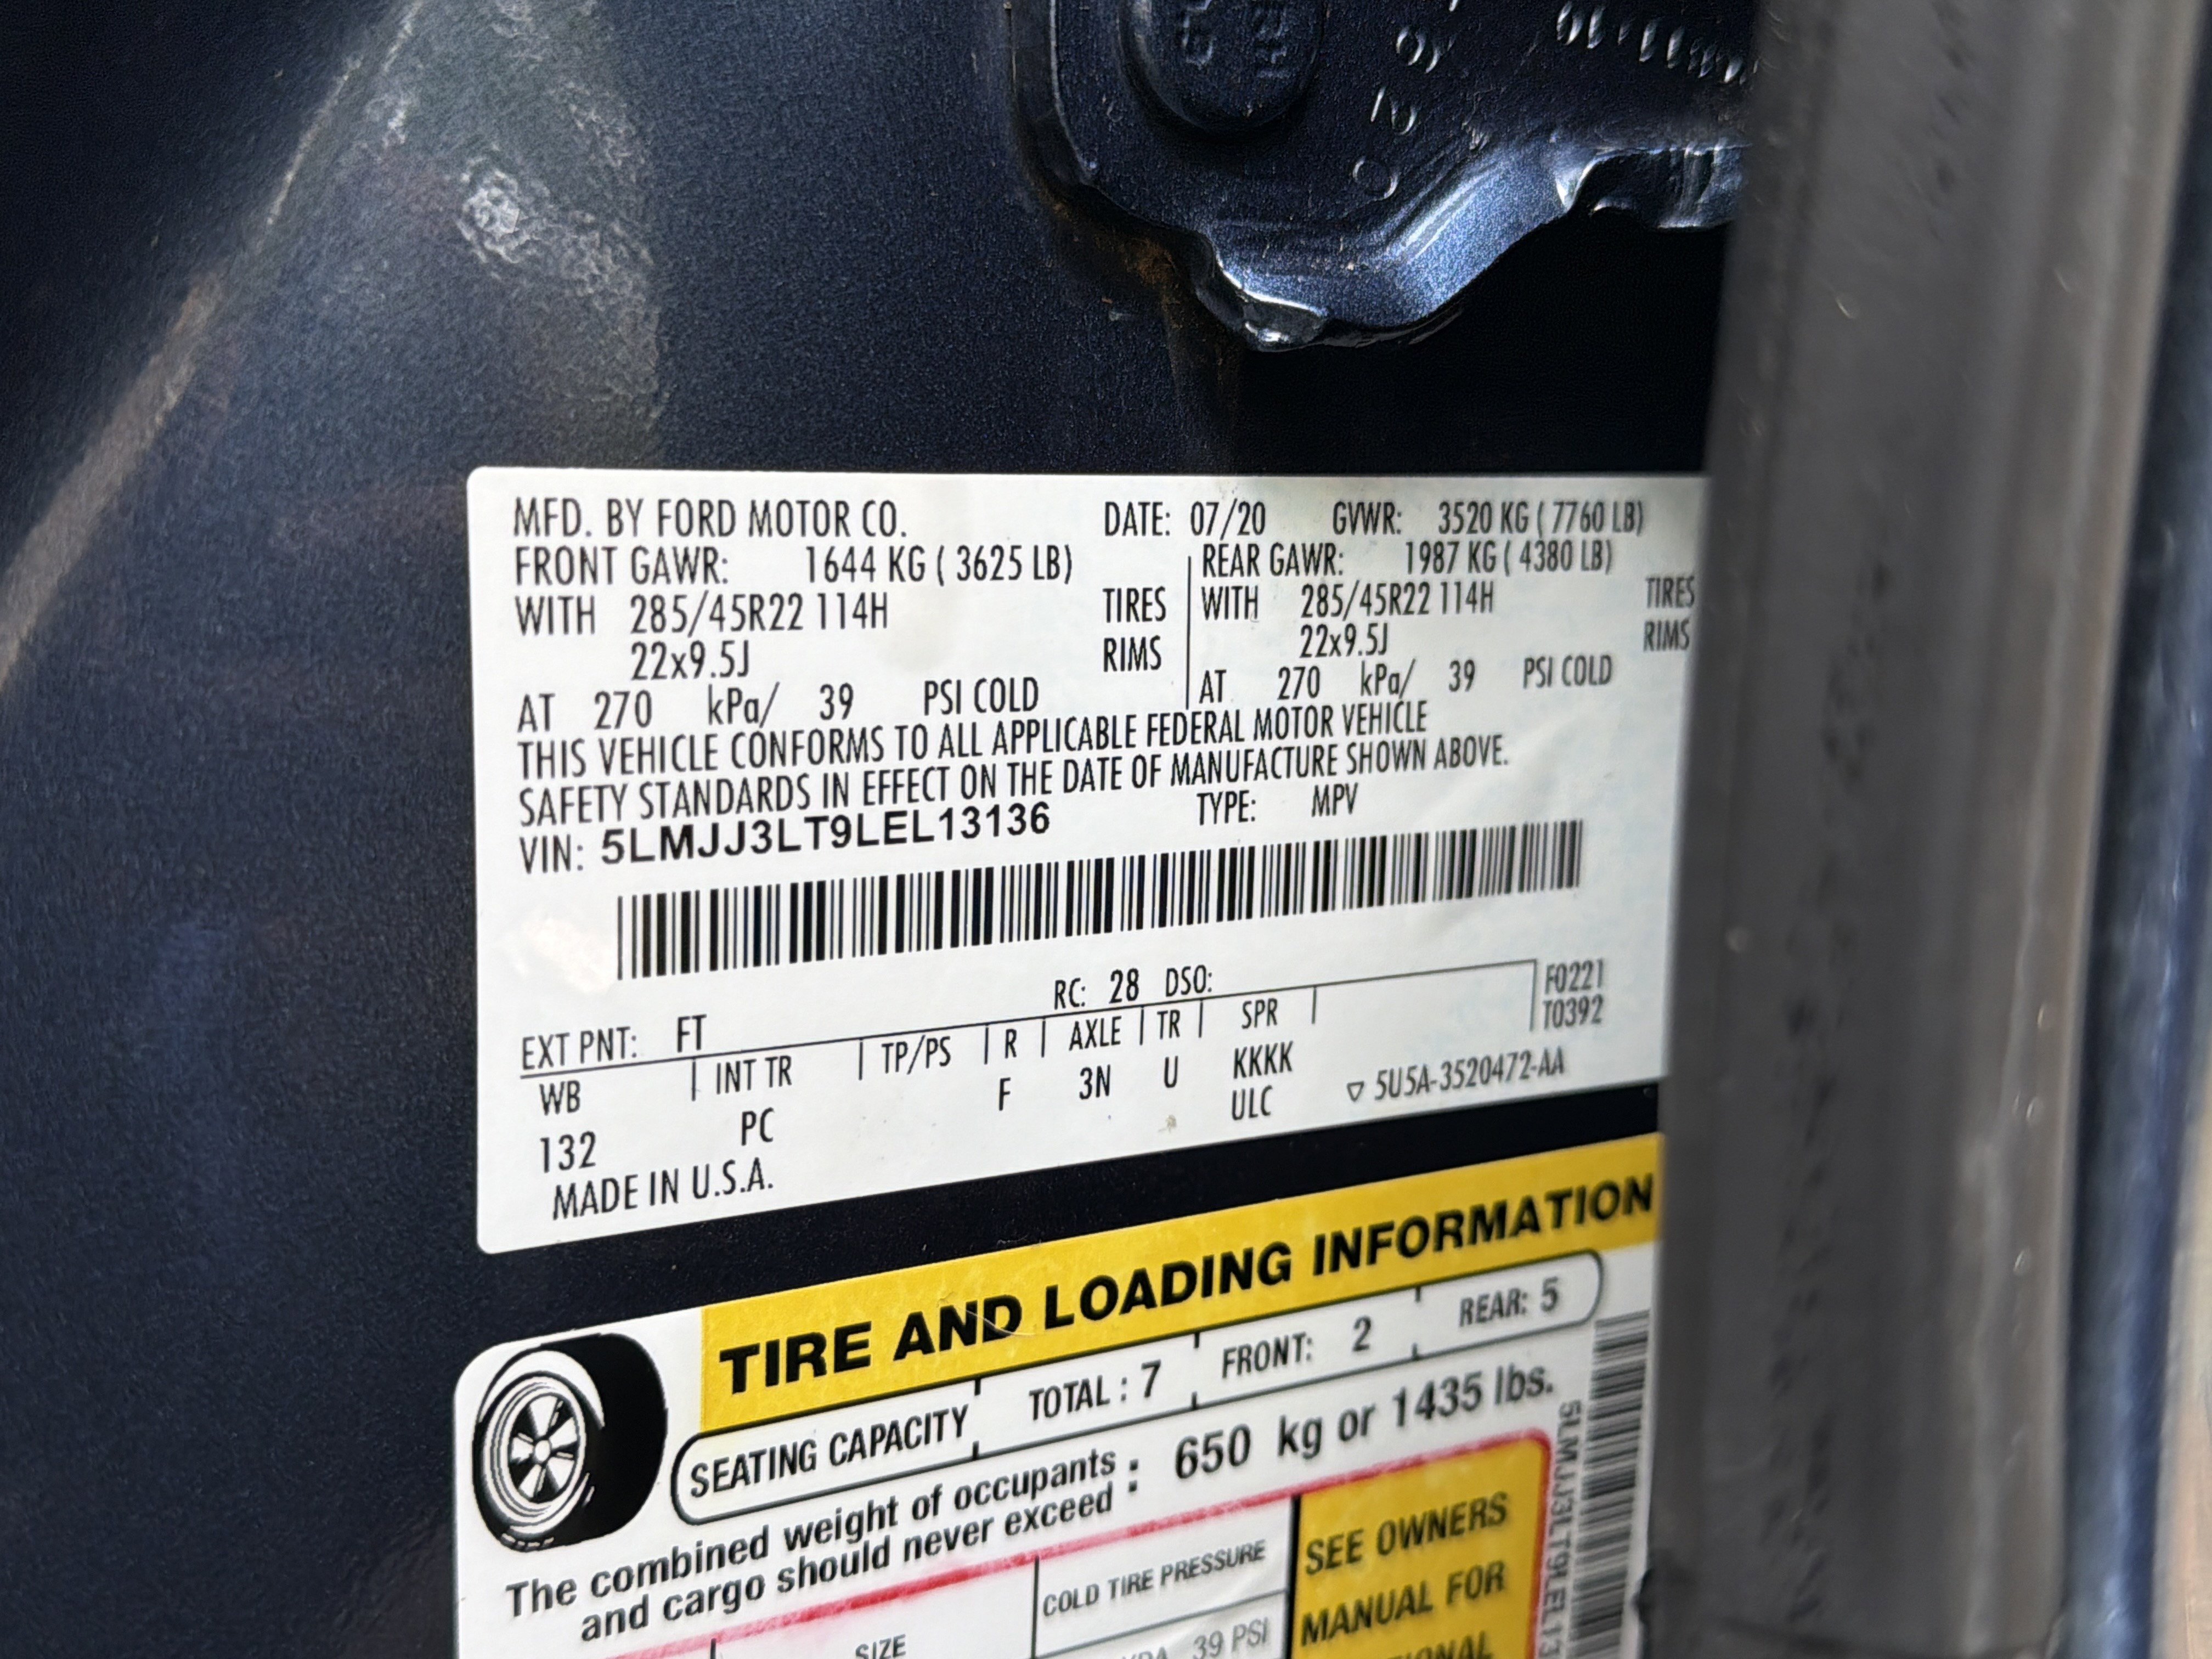 MFD. BY FORD MOTOR CO. DATE: 07/20 GVWR: 3520 KG ( 7760 LB)
FRONT GAWR: 1644 KG ( 3625 LB) REAR GAWR: 1987 KG ( 4380 LB)
WITH 285/45R22 114H TIRES WITH 285/45R22 114H TIRES
22x9.5J RIMS 22x9.5J RIMS
AT 270 kPa/ 39 PSI COLD AT 270 kPa/ 39 PSI COLD
THIS VEHICLE CONFORMS TO ALL APPLICABLE FEDERAL MOTOR VEHICLE
SAFETY STANDARDS IN EFFECT ON THE DATE OF MANUFACTURE SHOWN ABOVE.
VIN: 5LMJJ3LT9LEL13136 TYPE: MPV
EXT PNT: FT RC: 28 DSO: F0221
WB INT TR TP/PS R AXLE TR SPR T0392
132 PC F 3N U KKKK
ULC ▽ 5U5A-3520472-AA
MADE IN U.S.A.
TIRE AND LOADING INFORMATION
SEATING CAPACITY TOTAL : 7 FRONT: 2 REAR: 5
The combined weight of occupants
and cargo should never exceed : 650 kg or 1435 lbs.
SIZE COLD TIRE PRESSURE SEE OWNERS
39 PSI MANUAL FOR
5LMJJ3LT9LEL13